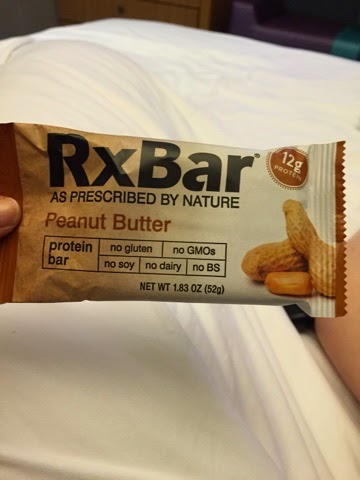 RxBar®
12g
PROTEIN
AS PRESCRIBED BY NATURE
Peanut Butter
protein bar
no gluten no GMOs
no soy no dairy no BS
NET WT 1.83 OZ (52g)